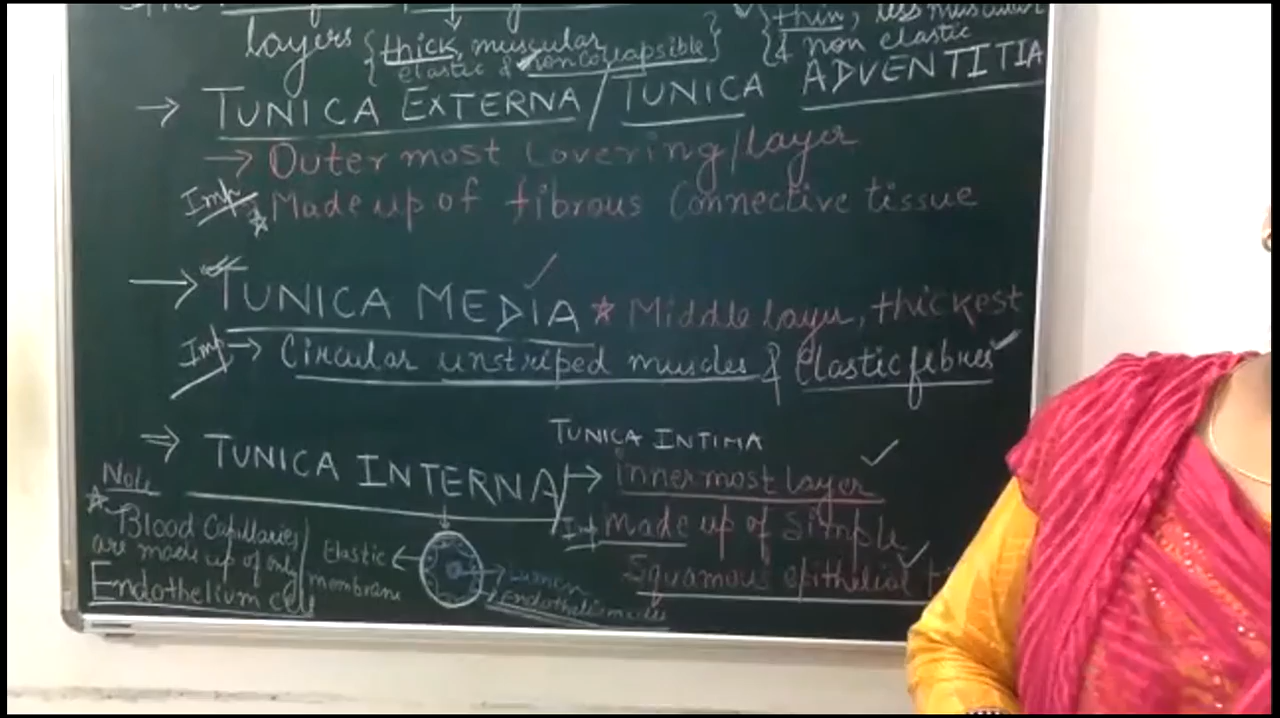 layers {thick, muscular
elastic & noncollapsible}
{thin, less muscular
& non elastic
→ TUNICA EXTERNA / TUNICA ADVENTITIA
→ Outer most Covering/layer
Imp * Made up of fibrous Connective tissue
→ TUNICA MEDIA * Middle layer, thickest
Imp → Circular unstriped muscles & Elastic fibres
⇒ TUNICA INTERNA/
TUNICA INTIMA
→ innermost layer
Imp Made up of Simple
Squamous epithelial
Note
* Blood Capillaries
are made up of only
Endothelium cell
Elastic
membrane
Lumen
Endothelium